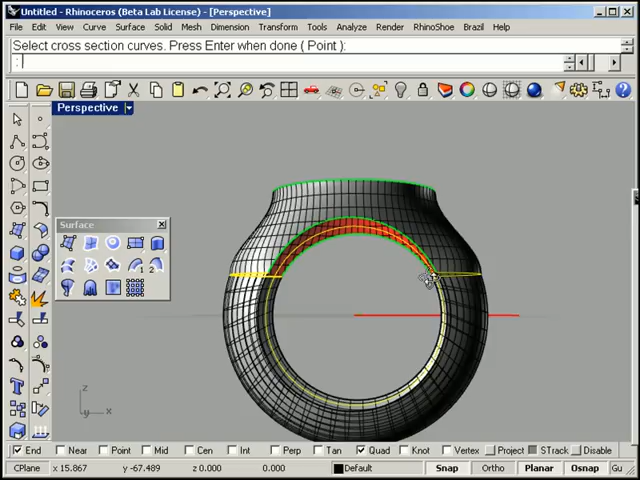 Untitled - Rhinoceros (Beta Lab License) - [Perspective]
File Edit View Curve Surface Solid Mesh Dimension Transform Tools Analyze Render RhinoShoe Brazil Help
Select cross section curves. Press Enter when done ( Point ):
:
Perspective
Surface
1 2
z
y x
End Near Point Mid Cen Int Perp Tan Quad Knot Vertex Project STrack Disable
CPlane x 15.867 y -67.489 z 0.000 0.000 Default Snap Ortho Planar Osnap Gu